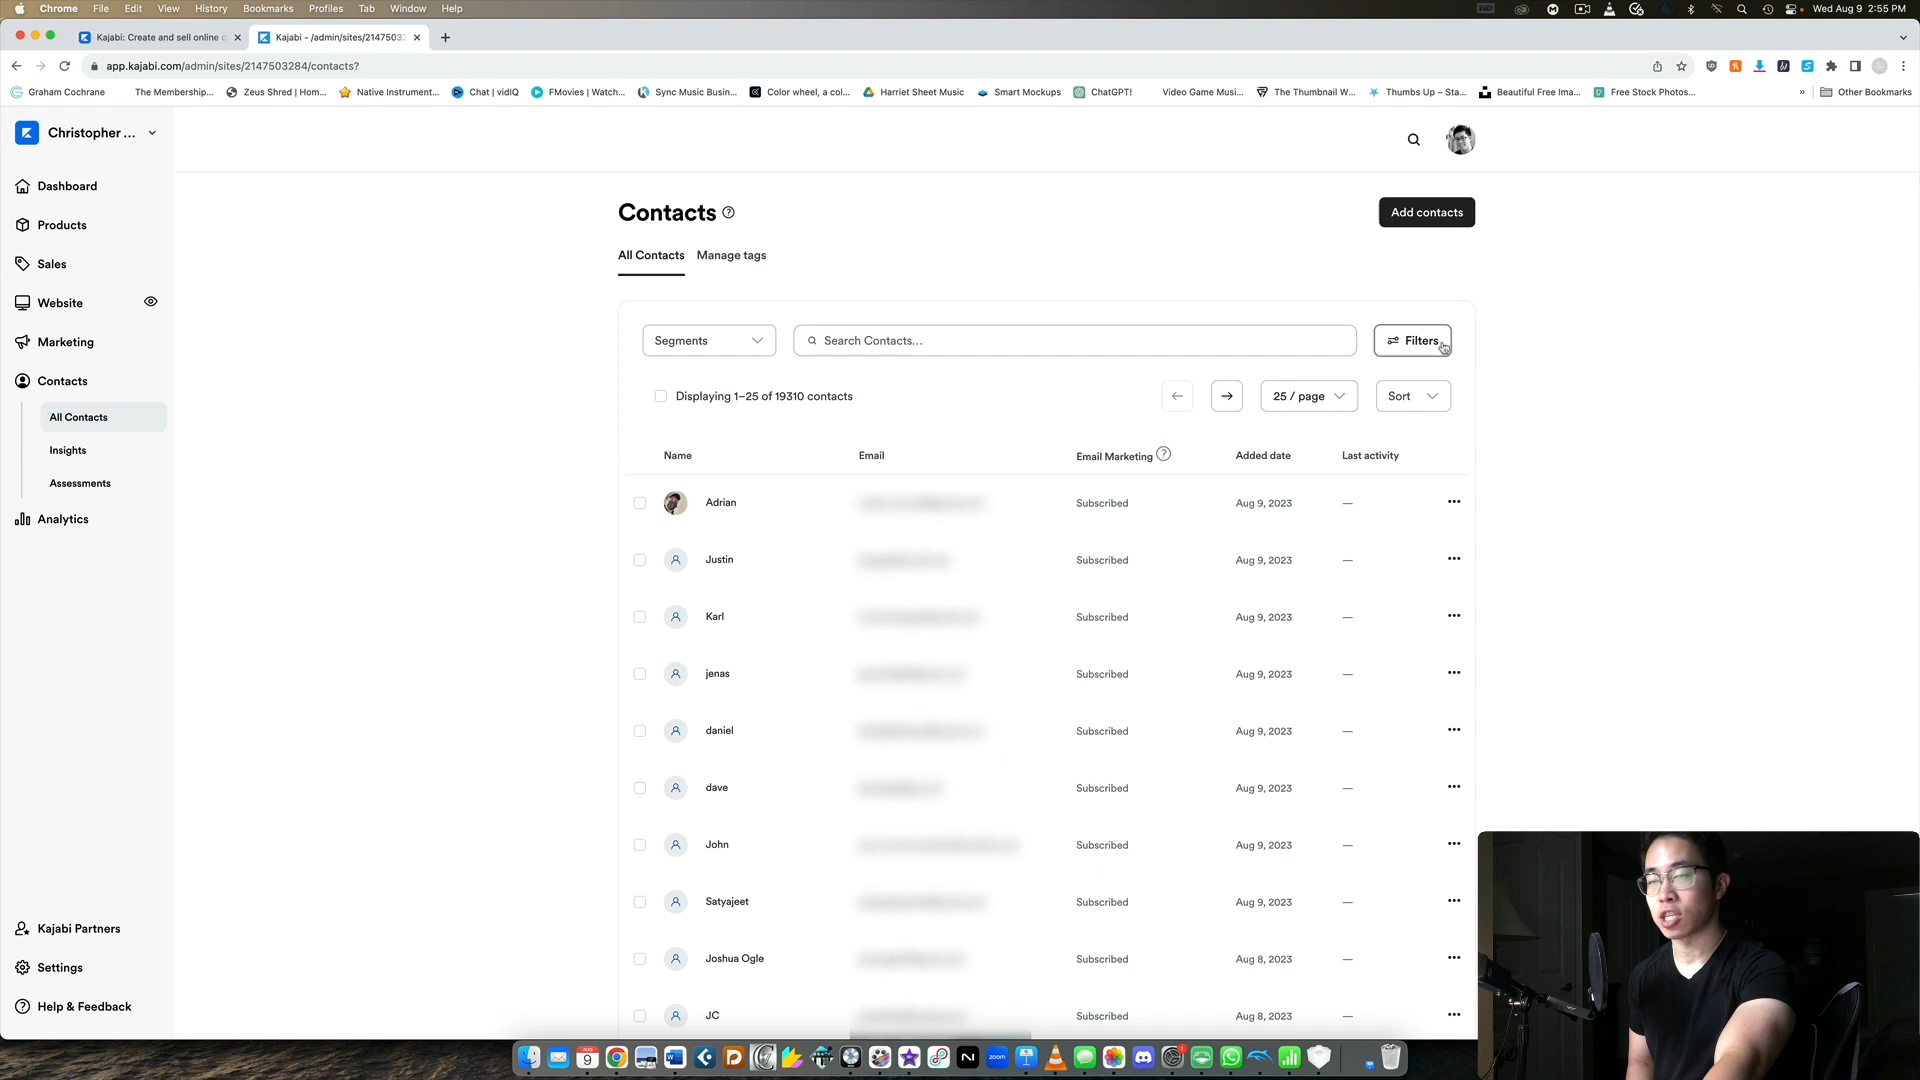 Chrome File Edit View History Bookmarks Profiles Tab Window Help Wed Aug 9 2:55 PM
Kajabi: Create and sell online c
Kajabi - /admin/sites/21475032
app.kajabi.com/admin/sites/2147503284/contacts?
Graham Cochrane The Membership... Zeus Shred | Hom... Native Instrument... Chat | vidIQ FMovies | Watch... Sync Music Busin... Color wheel, a col... Harriet Sheet Music Smart Mockups ChatGPT! Video Game Musi... The Thumbnail W... Thumbs Up – Sta... Beautiful Free Ima... Free Stock Photos... » Other Bookmarks
Christopher ...
Dashboard
Products
Sales
Website
Marketing
Contacts
All Contacts
Insights
Assessments
Analytics
Kajabi Partners
Settings
Help & Feedback
Contacts
Add contacts
All Contacts Manage tags
Segments Search Contacts... Filters
Displaying 1–25 of 19310 contacts 25 / page Sort
Name Email Email Marketing Added date Last activity
Adrian Subscribed Aug 9, 2023 —
Justin Subscribed Aug 9, 2023 —
Karl Subscribed Aug 9, 2023 —
jenas Subscribed Aug 9, 2023 —
daniel Subscribed Aug 9, 2023 —
dave Subscribed Aug 9, 2023 —
John Subscribed Aug 9, 2023 —
Satyajeet Subscribed Aug 9, 2023 —
Joshua Ogle Subscribed Aug 8, 2023 —
JC Subscribed Aug 8, 2023 —
AUG
9
zoom